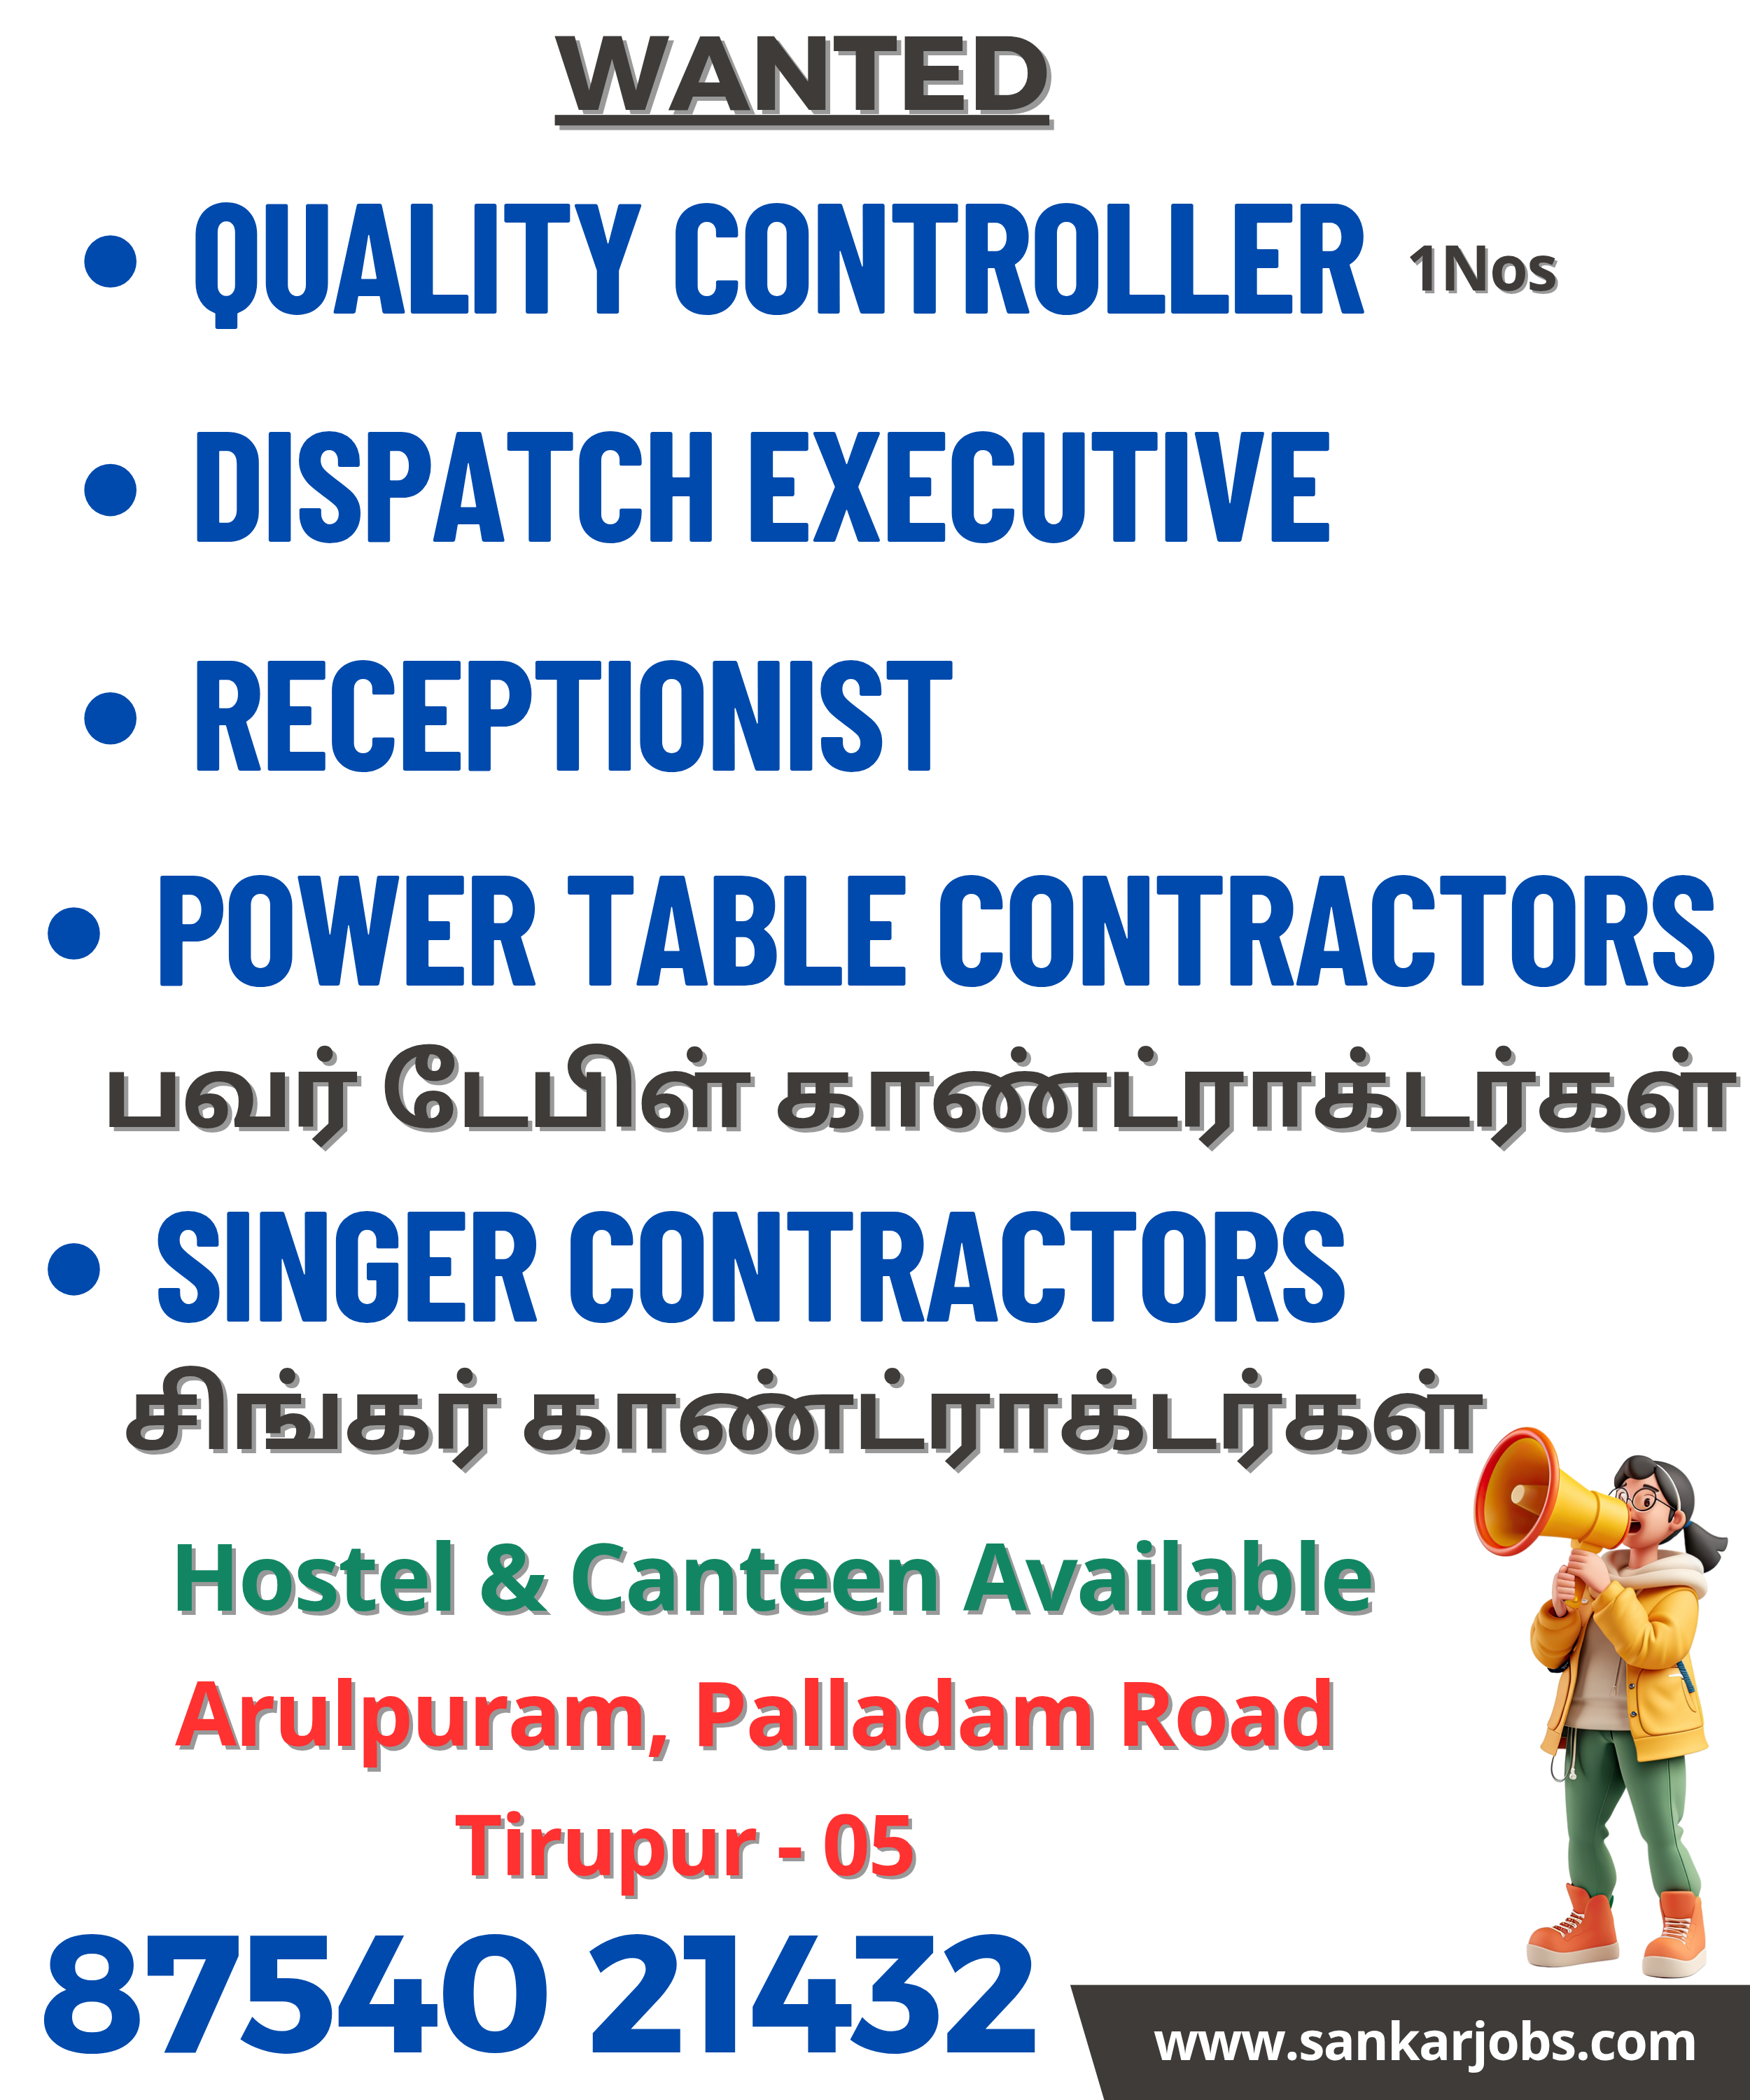 WANTED
• QUALITY CONTROLLER 1Nos
• DISPATCH EXECUTIVE
• RECEPTIONIST
• POWER TABLE CONTRACTORS
பவர் டேபிள் காண்ட்ராக்டர்கள்
• SINGER CONTRACTORS
சிங்கர் காண்ட்ராக்டர்கள்
Hostel & Canteen Available
Arulpuram, Palladam Road
Tirupur - 05
87540 21432
www.sankarjobs.com